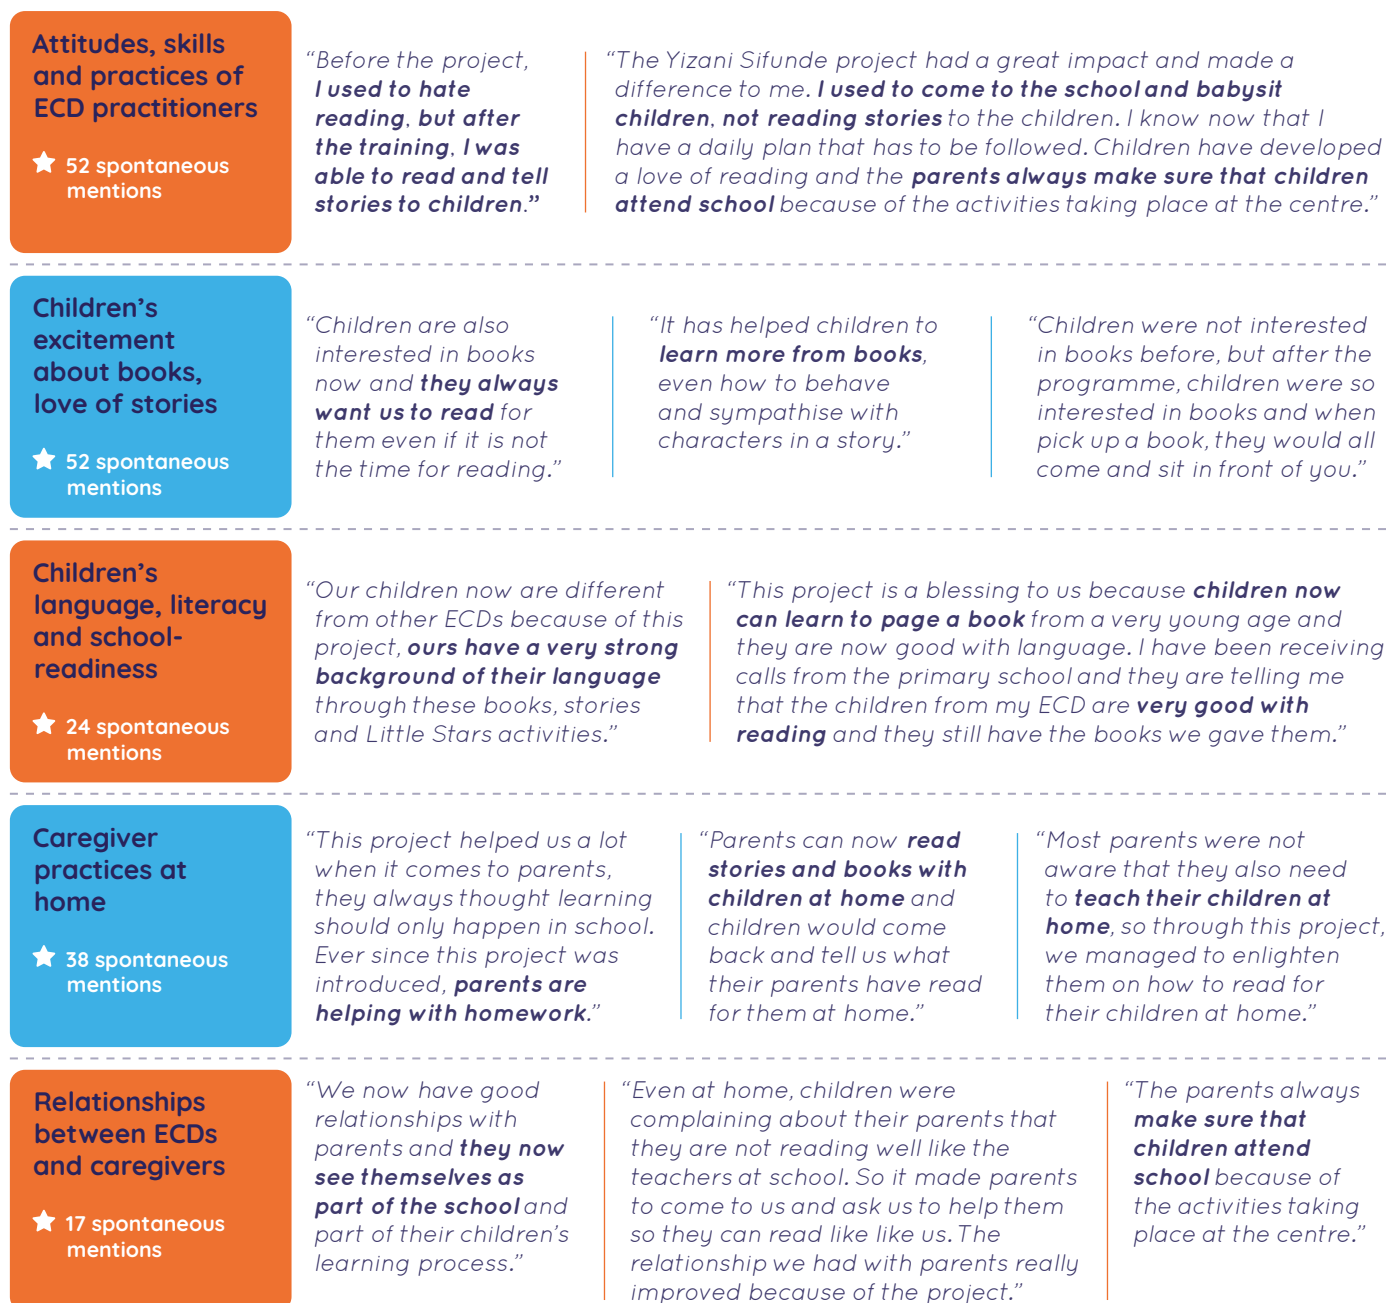 Attitudes, skills
and practices of
ECD practitioners
52 spontaneous
mentions
“Before the project,
I used to hate
reading, but after
the training, I was
able to read and tell
stories to children.”
“The Yizani Sifunde project had a great impact and made a
difference to me. I used to come to the school and babysit
children, not reading stories to the children. I know now that I
have a daily plan that has to be followed. Children have developed
a love of reading and the parents always make sure that children
attend school because of the activities taking place at the centre.”
Children’s
excitement
about books,
love of stories
52 spontaneous
mentions
“Children are also
interested in books
now and they always
want us to read for
them even if it is not
the time for reading.”
“It has helped children to
learn more from books,
even how to behave
and sympathise with
characters in a story.”
“Children were not interested
in books before, but after the
programme, children were so
interested in books and when
pick up a book, they would all
come and sit in front of you.”
Children’s
language, literacy
and school-
readiness
24 spontaneous
mentions
“Our children now are different
from other ECDs because of this
project, ours have a very strong
background of their language
through these books, stories
and Little Stars activities.”
“This project is a blessing to us because children now
can learn to page a book from a very young age and
they are now good with language. I have been receiving
calls from the primary school and they are telling me
that the children from my ECD are very good with
reading and they still have the books we gave them.”
Caregiver
practices at
home
38 spontaneous
mentions
“This project helped us a lot
when it comes to parents,
they always thought learning
should only happen in school.
Ever since this project was
introduced, parents are
helping with homework.”
“Parents can now read
stories and books with
children at home and
children would come
back and tell us what
their parents have read
for them at home.”
“Most parents were not
aware that they also need
to teach their children at
home, so through this project,
we managed to enlighten
them on how to read for
their children at home.”
Relationships
between ECDs
and caregivers
17 spontaneous
mentions
“We now have good
relationships with
parents and they now
see themselves as
part of the school and
part of their children’s
learning process.”
“Even at home, children were
complaining about their parents that
they are not reading well like the
teachers at school. So it made parents
to come to us and ask us to help them
so they can read like like us. The
relationship we had with parents really
improved because of the project.”
“The parents always
make sure that
children attend
school because of
the activities taking
place at the centre.”